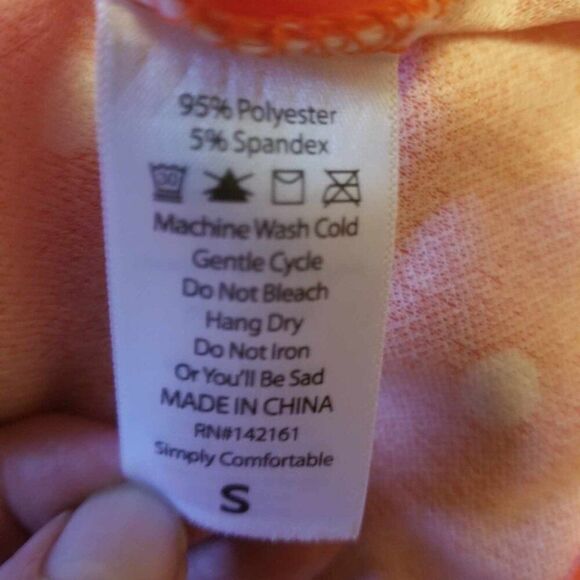 95% Polyester
5% Spandex
30
Machine Wash Cold
Gentle Cycle
Do Not Bleach
Hang Dry
Do Not Iron
Or You'll Be Sad
MADE IN CHINA
RN#142161
Simply Comfortable
S